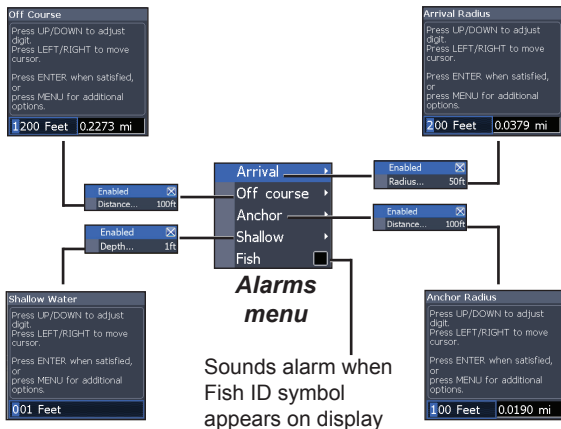 Off Course
Press UP/DOWN to adjust
digit.
Press LEFT/RIGHT to move
cursor.
Press ENTER when satisfied,
or
press MENU for additional
options.
1200 Feet 0.2273 mi
Arrival Radius
Press UP/DOWN to adjust
digit.
Press LEFT/RIGHT to move
cursor.
Press ENTER when satisfied,
or
press MENU for additional
options.
200 Feet 0.0379 mi
Enabled
Distance... 100ft
Enabled
Depth... 1ft
Arrival
Off course
Anchor
Shallow
Fish
Enabled
Radius... 50ft
Enabled
Distance... 100ft
Alarms
menu
Shallow Water
Press UP/DOWN to adjust
digit.
Press LEFT/RIGHT to move
cursor.
Press ENTER when satisfied,
or
press MENU for additional
options.
001 Feet
Sounds alarm when
Fish ID symbol
appears on display
Anchor Radius
Press UP/DOWN to adjust
digit.
Press LEFT/RIGHT to move
cursor.
Press ENTER when satisfied,
or
press MENU for additional
options.
100 Feet 0.0190 mi